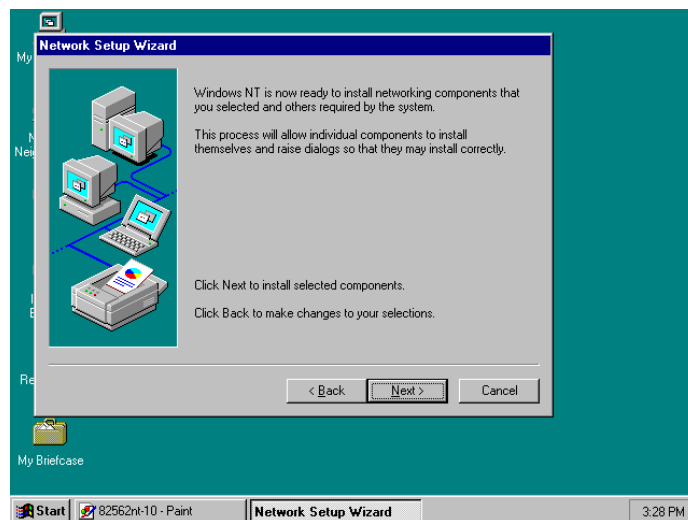 Network Setup Wizard
My
Windows NT is now ready to install networking components that
you selected and others required by the system.
This process will allow individual components to install
themselves and raise dialogs so that they may install correctly.
N
Nei
Click Next to install selected components.
I
E
Click Back to make changes to your selections.
Re
< Back
Next >
Cancel
My Briefcase
Start
82562nt-10 - Paint
Network Setup Wizard
3:28 PM